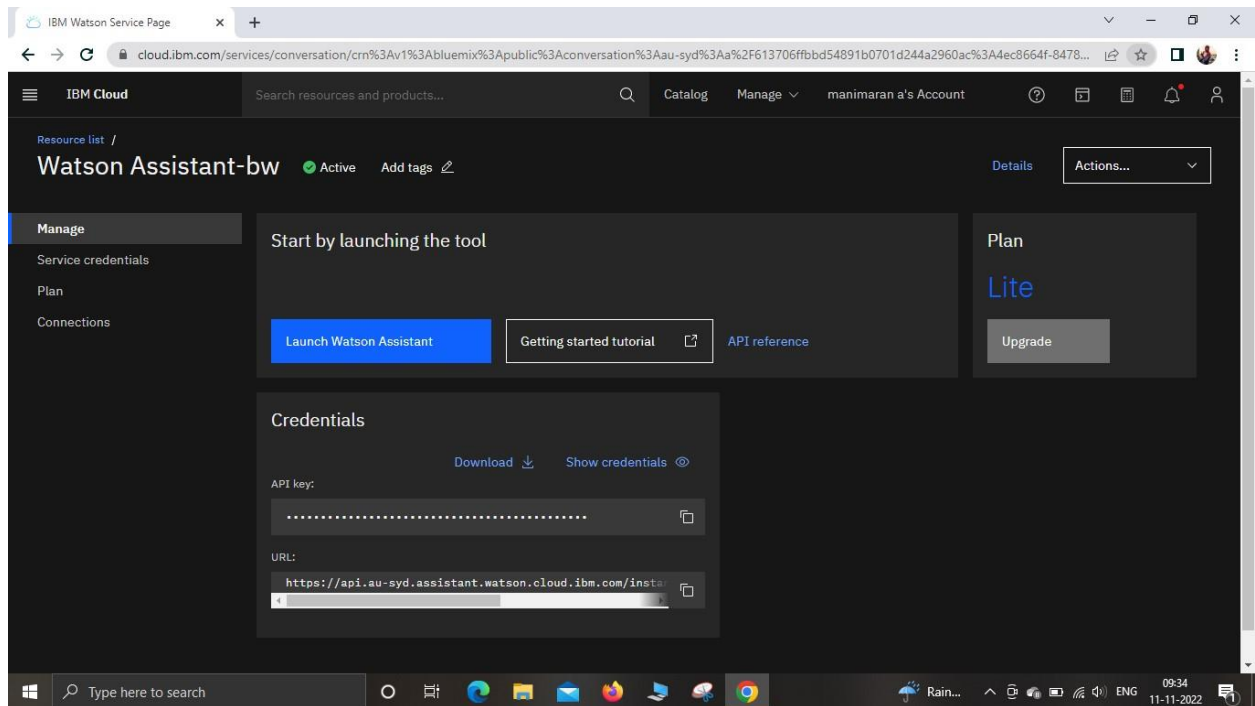 IBM Watson Service Page
cloud.ibm.com/services/conversation/crn%3Av1%3Abluemix%3Apublic%3Aconversation%3Aau-syd%3Aa%2F613706ffbbd54891b0701d244a2960ac%3A4ec8664f-8478...
IBM Cloud
Search resources and products...
Catalog
Manage
manimaran a's Account
Resource list /
Watson Assistant-bw
Active
Add tags
Details
Actions...
Manage
Service credentials
Plan
Connections
Start by launching the tool
Launch Watson Assistant
Getting started tutorial
API reference
Plan
Lite
Upgrade
Credentials
Download
Show credentials
API key:
URL:
https://api.au-syd.assistant.watson.cloud.ibm.com/insta
Type here to search
Rain...
ENG
09:34
11-11-2022